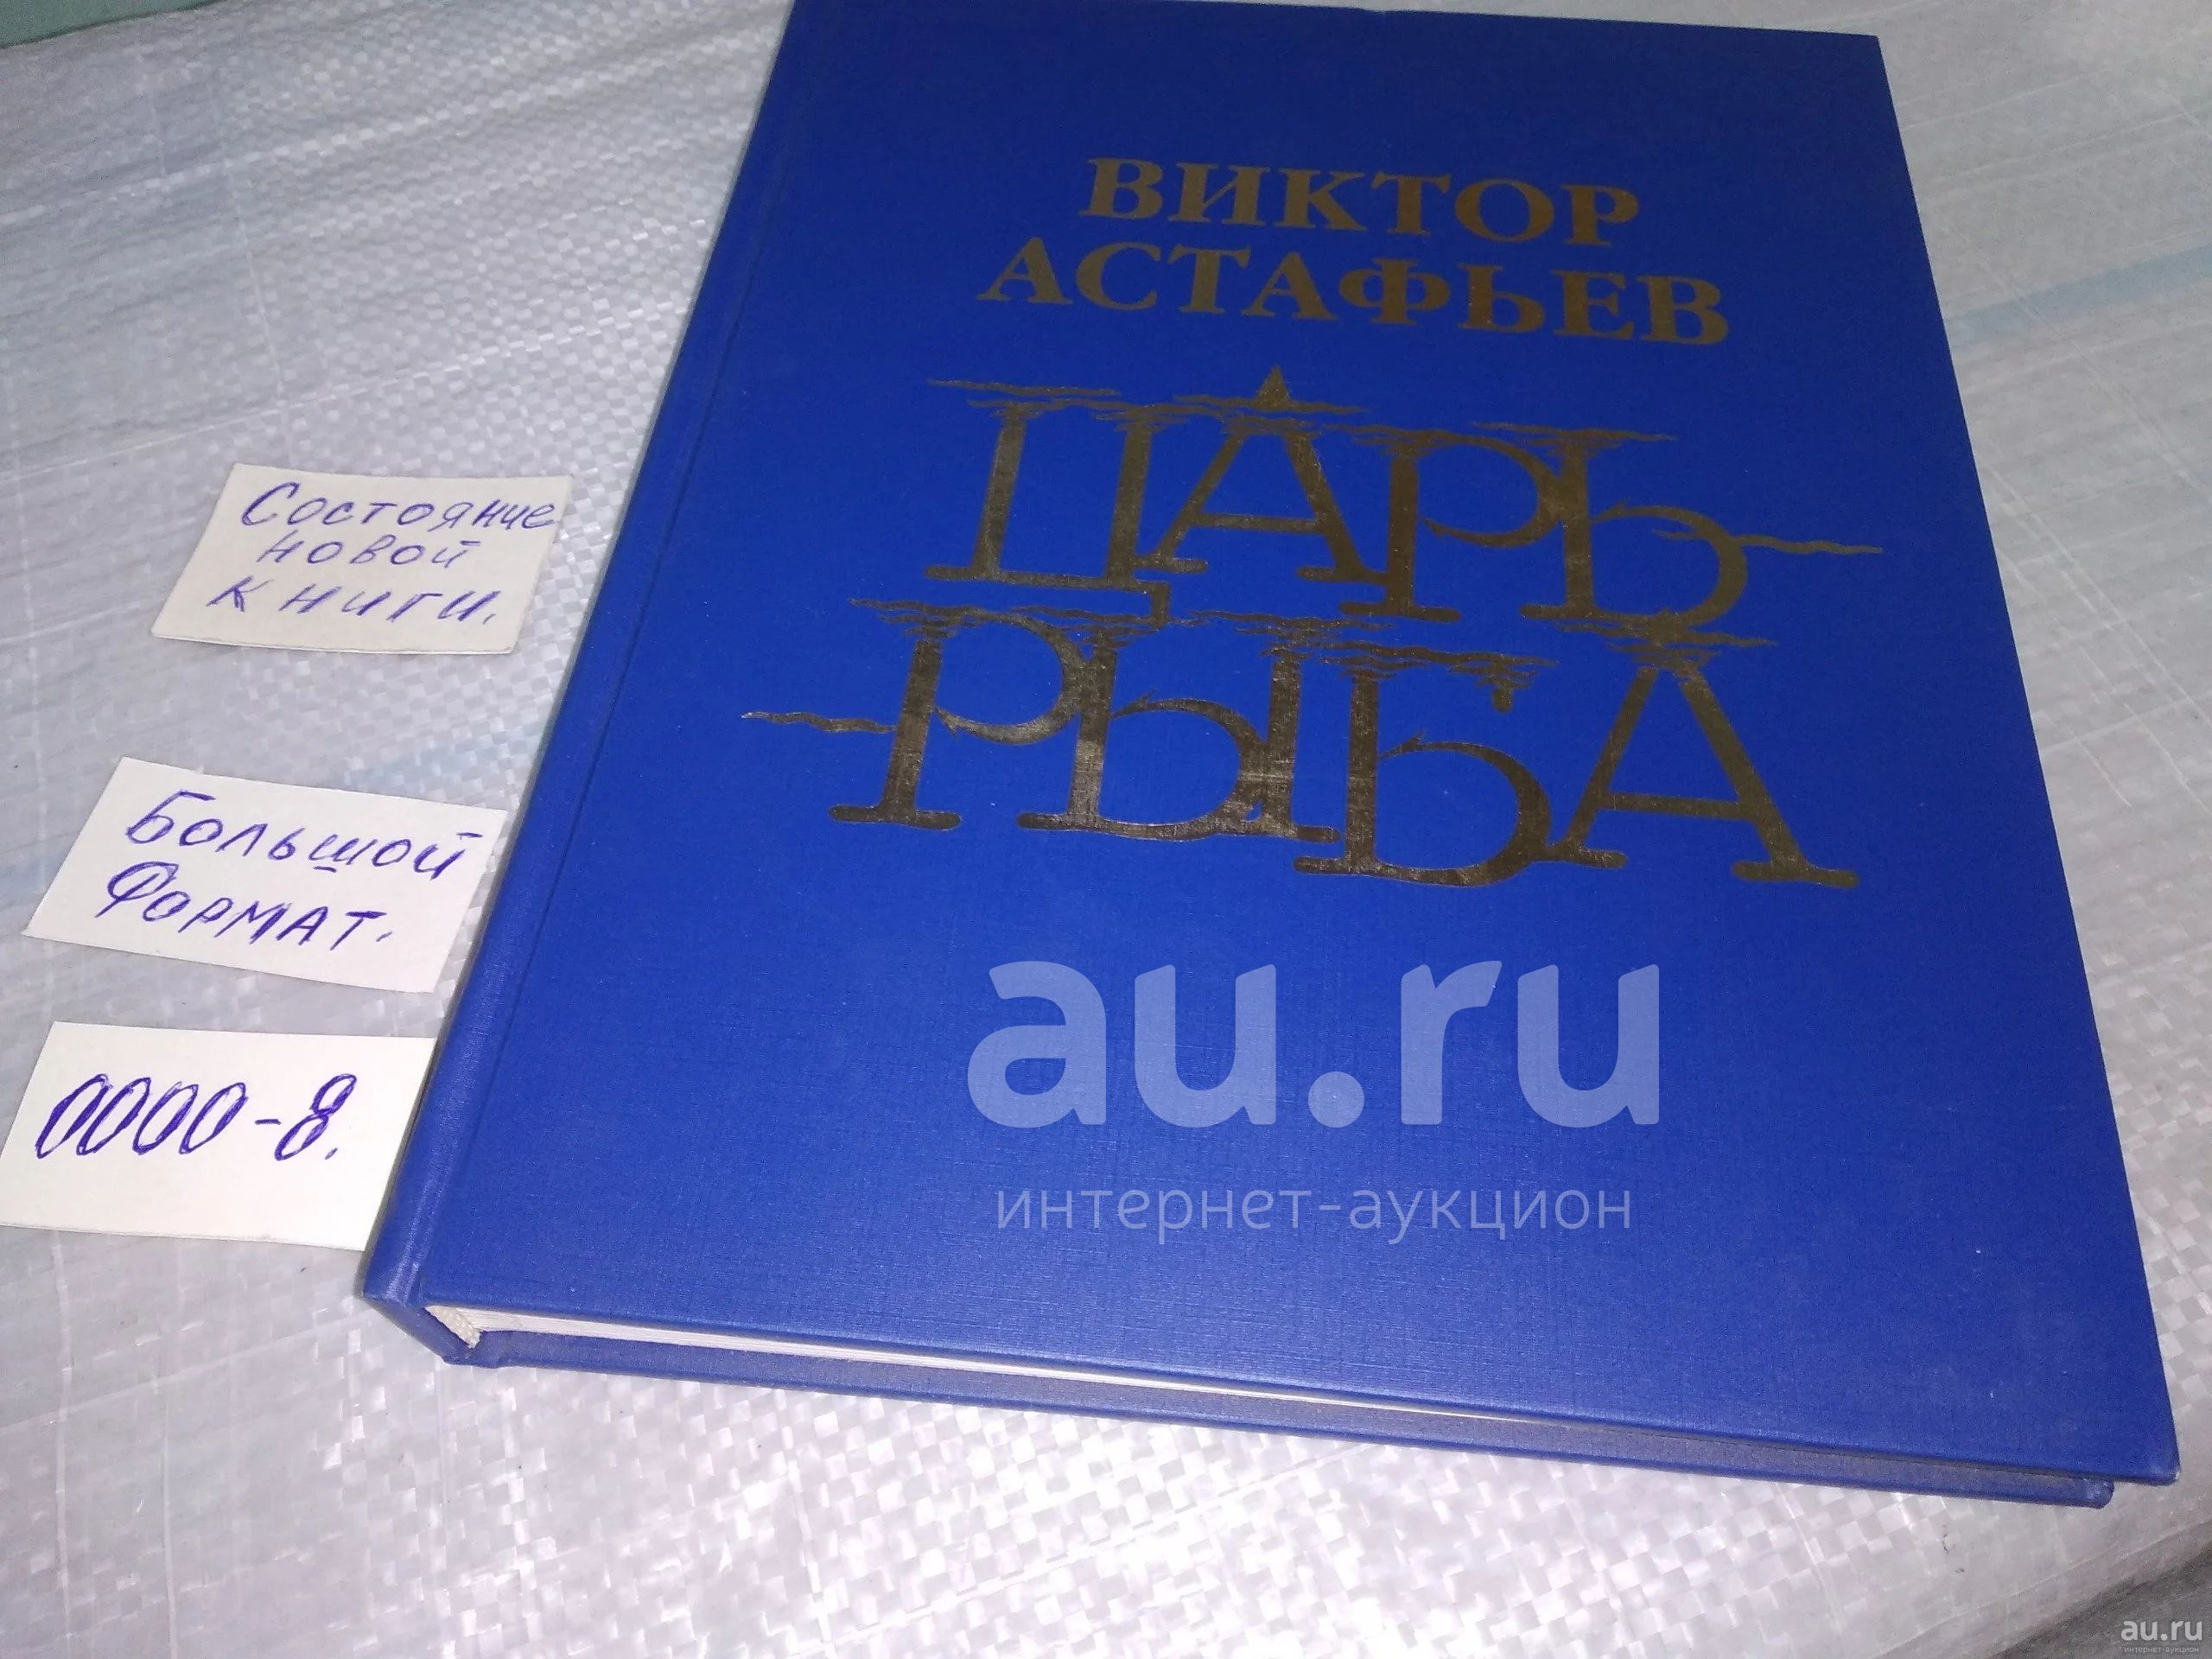 ВИКТОР
АСТАФЬЕВ
ЦАРЬ-
-РЫБА
Состояние
новой
книги.
Большой
Формат.
0000-8.
au.ru
интернет-аукцион
au.ru
интернет-аукцион